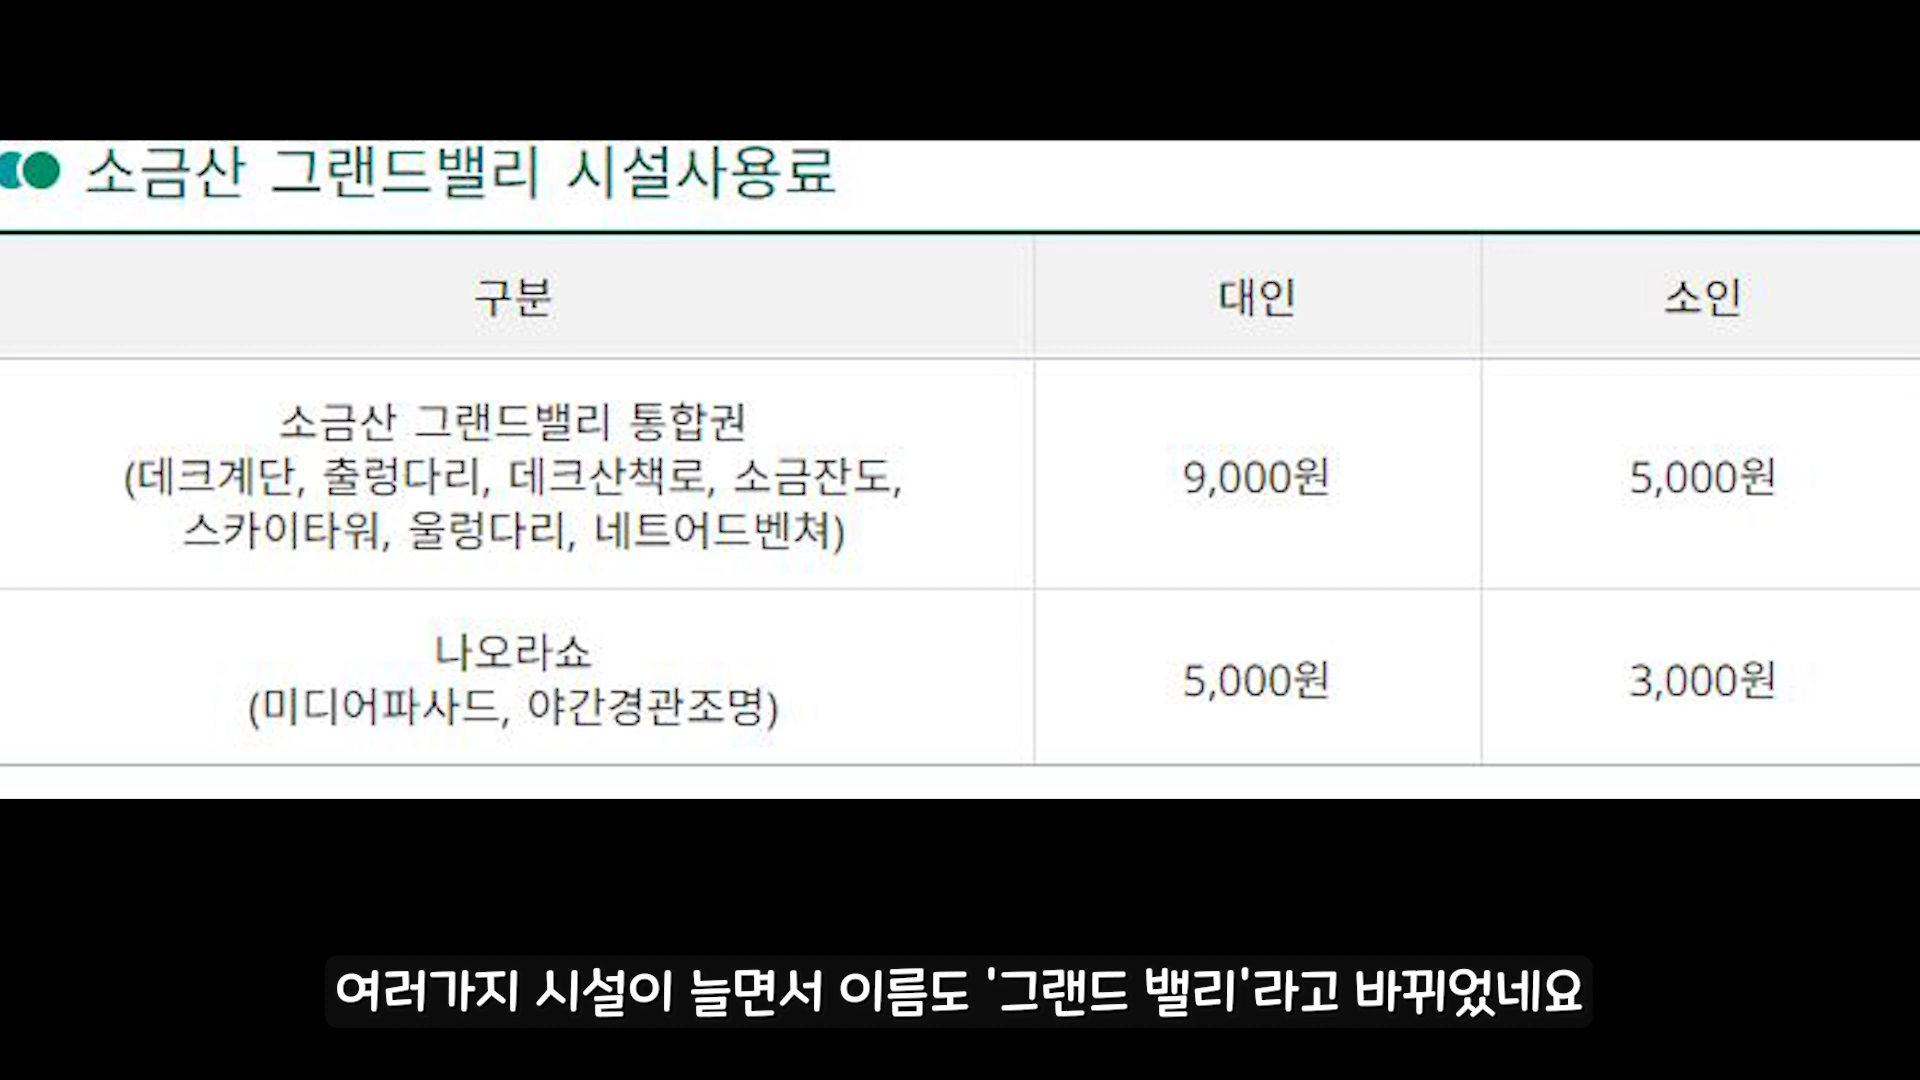 소금산 그랜드밸리 시설사용료
구분 대인 소인
소금산 그랜드밸리 통합권
(데크계단, 출렁다리, 데크산책로, 소금잔도,
스카이타워, 울렁다리, 네트어드벤쳐)
9,000원 5,000원
나오라쇼
(미디어파사드, 야간경관조명)
5,000원 3,000원
여러가지 시설이 늘면서 이름도 '그랜드 밸리'라고 바뀌었네요